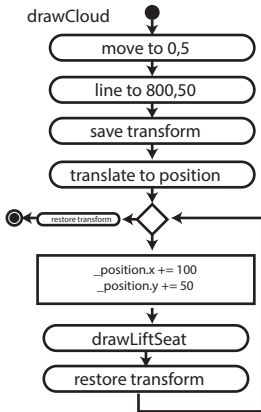 drawCloud
move to 0,5
line to 800,50
save transform
translate to position
restore transform
_position.x += 100
_position.y += 50
drawLiftSeat
restore transform